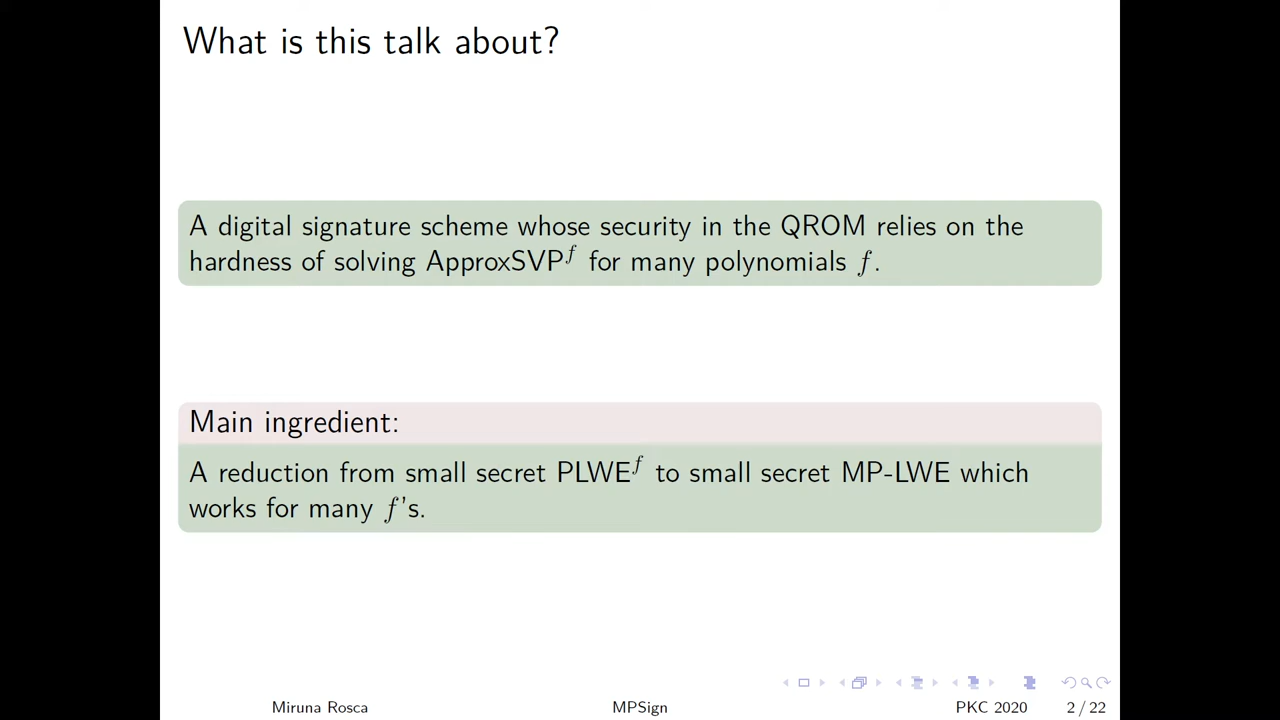 What is this talk about?
A digital signature scheme whose security in the QROM relies on the
hardness of solving ApproxSVP^f for many polynomials f.
Main ingredient:
A reduction from small secret PLWE^f to small secret MP-LWE which
works for many f's.
Miruna Rosca MPSign PKC 2020 2 / 22